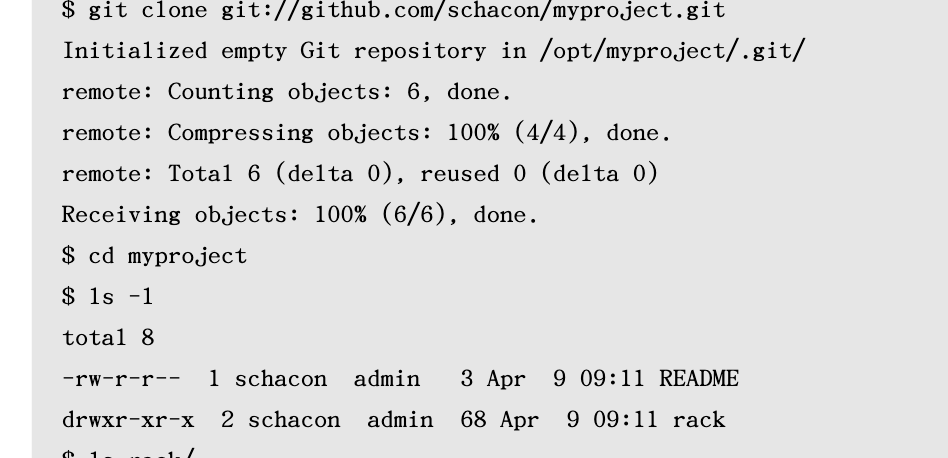 $ git clone git://github.com/schacon/myproject.git
Initialized empty Git repository in /opt/myproject/.git/
remote: Counting objects: 6, done.
remote: Compressing objects: 100% (4/4), done.
remote: Total 6 (delta 0), reused 0 (delta 0)
Receiving objects: 100% (6/6), done.
$ cd myproject
$ ls -l
total 8
-rw-r-r--  1 schacon  admin   3 Apr  9 09:11 README
drwxr-xr-x  2 schacon  admin  68 Apr  9 09:11 rack
$ ls rack/